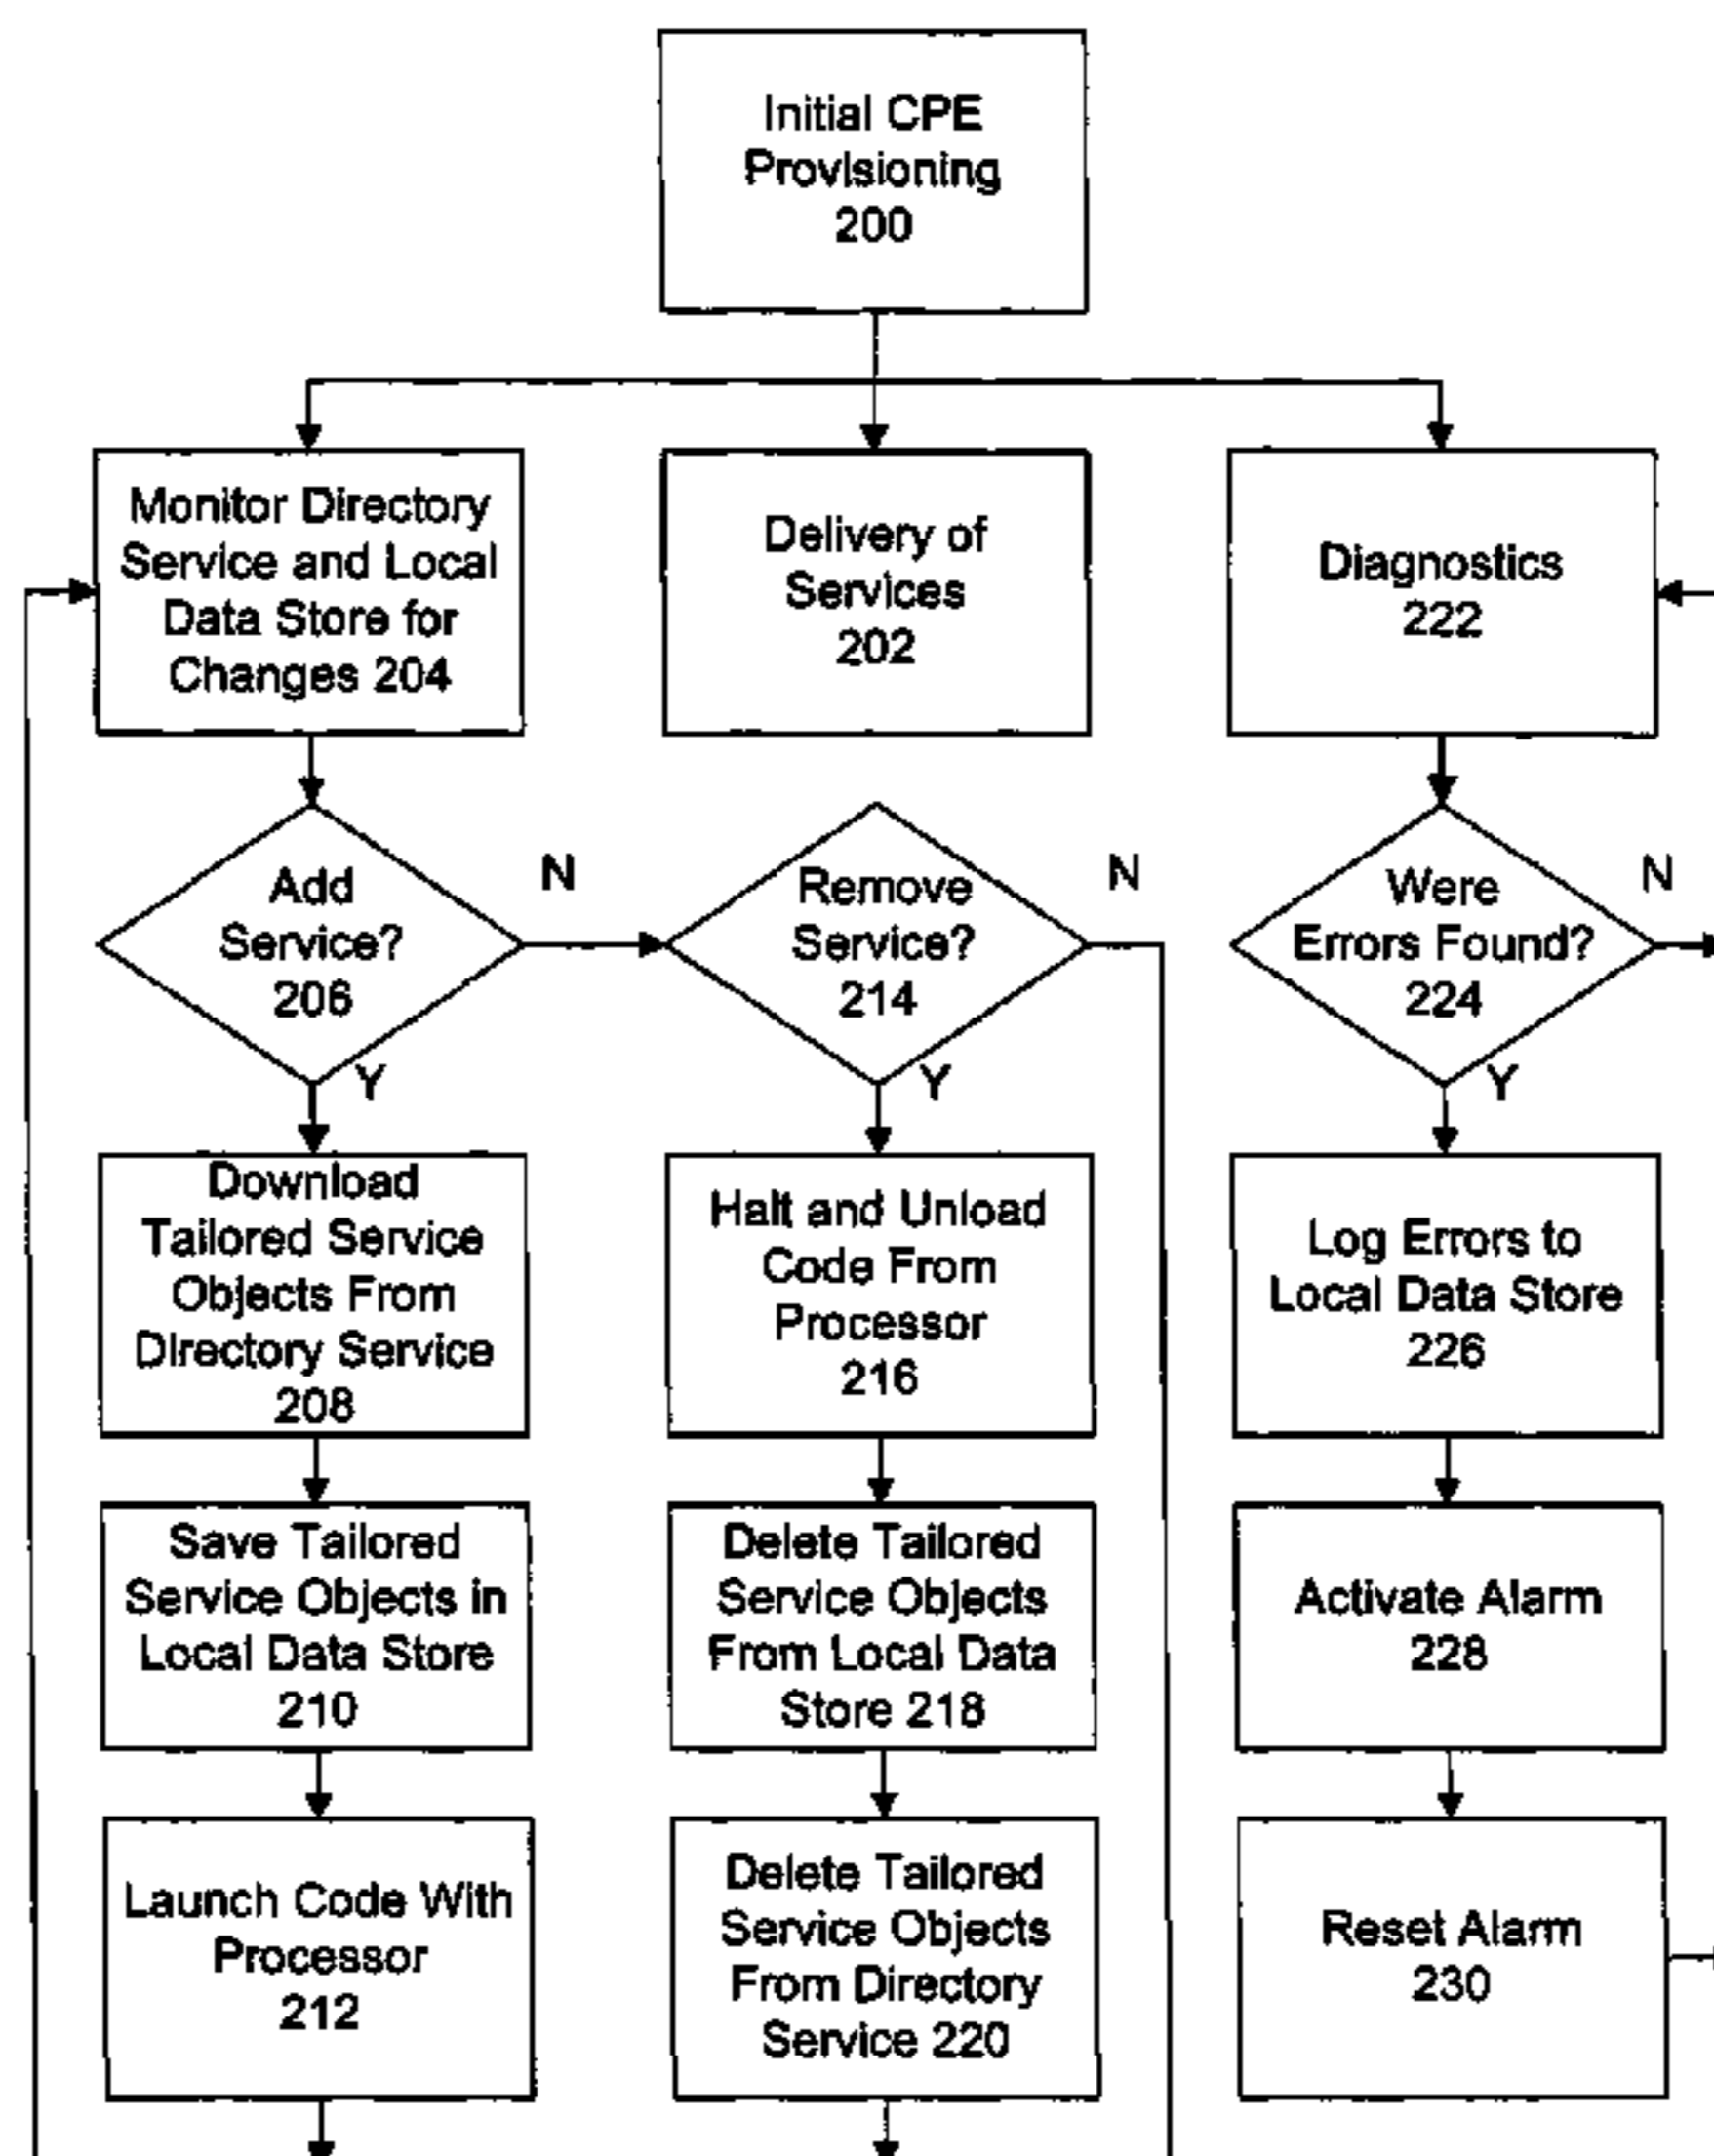 Initial CPE
Provisioning
200
Monitor Directory
Service and Local
Data Store for
Changes 204
Delivery of
Services
202
Diagnostics
222
Add
Service?
206
N
Y
Remove
Service?
214
N
Y
Were
Errors Found?
224
N
Y
Download
Tailored Service
Objects From
Directory Service
208
Halt and Unload
Code From
Processor
216
Log Errors to
Local Data Store
226
Save Tailored
Service Objects in
Local Data Store
210
Delete Tailored
Service Objects
From Local Data
Store 218
Activate Alarm
228
Launch Code With
Processor
212
Delete Tailored
Service Objects
From Directory
Service 220
Reset Alarm
230